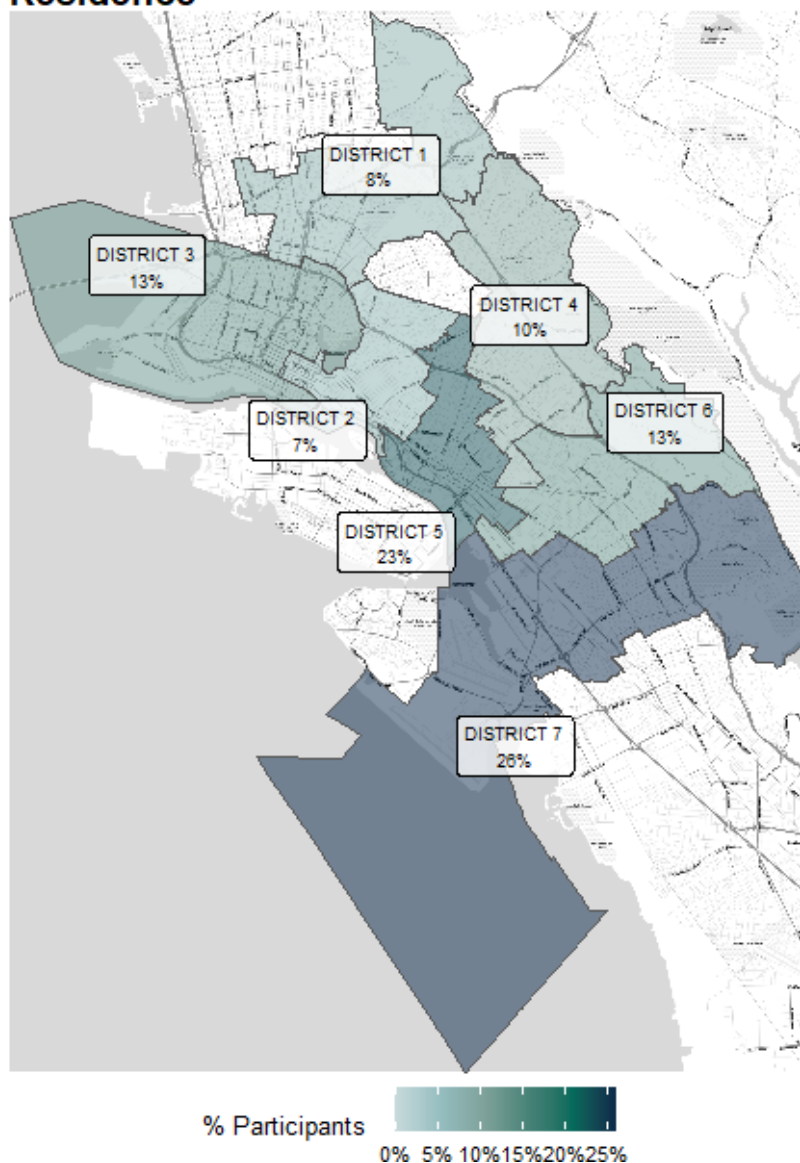 Residence
DISTRICT 1
8%
DISTRICT 3
13%
DISTRICT 4
10%
DISTRICT 2
7%
DISTRICT 6
13%
DISTRICT 5
23%
DISTRICT 7
26%
% Participants
0% 5% 10% 15% 20% 25%